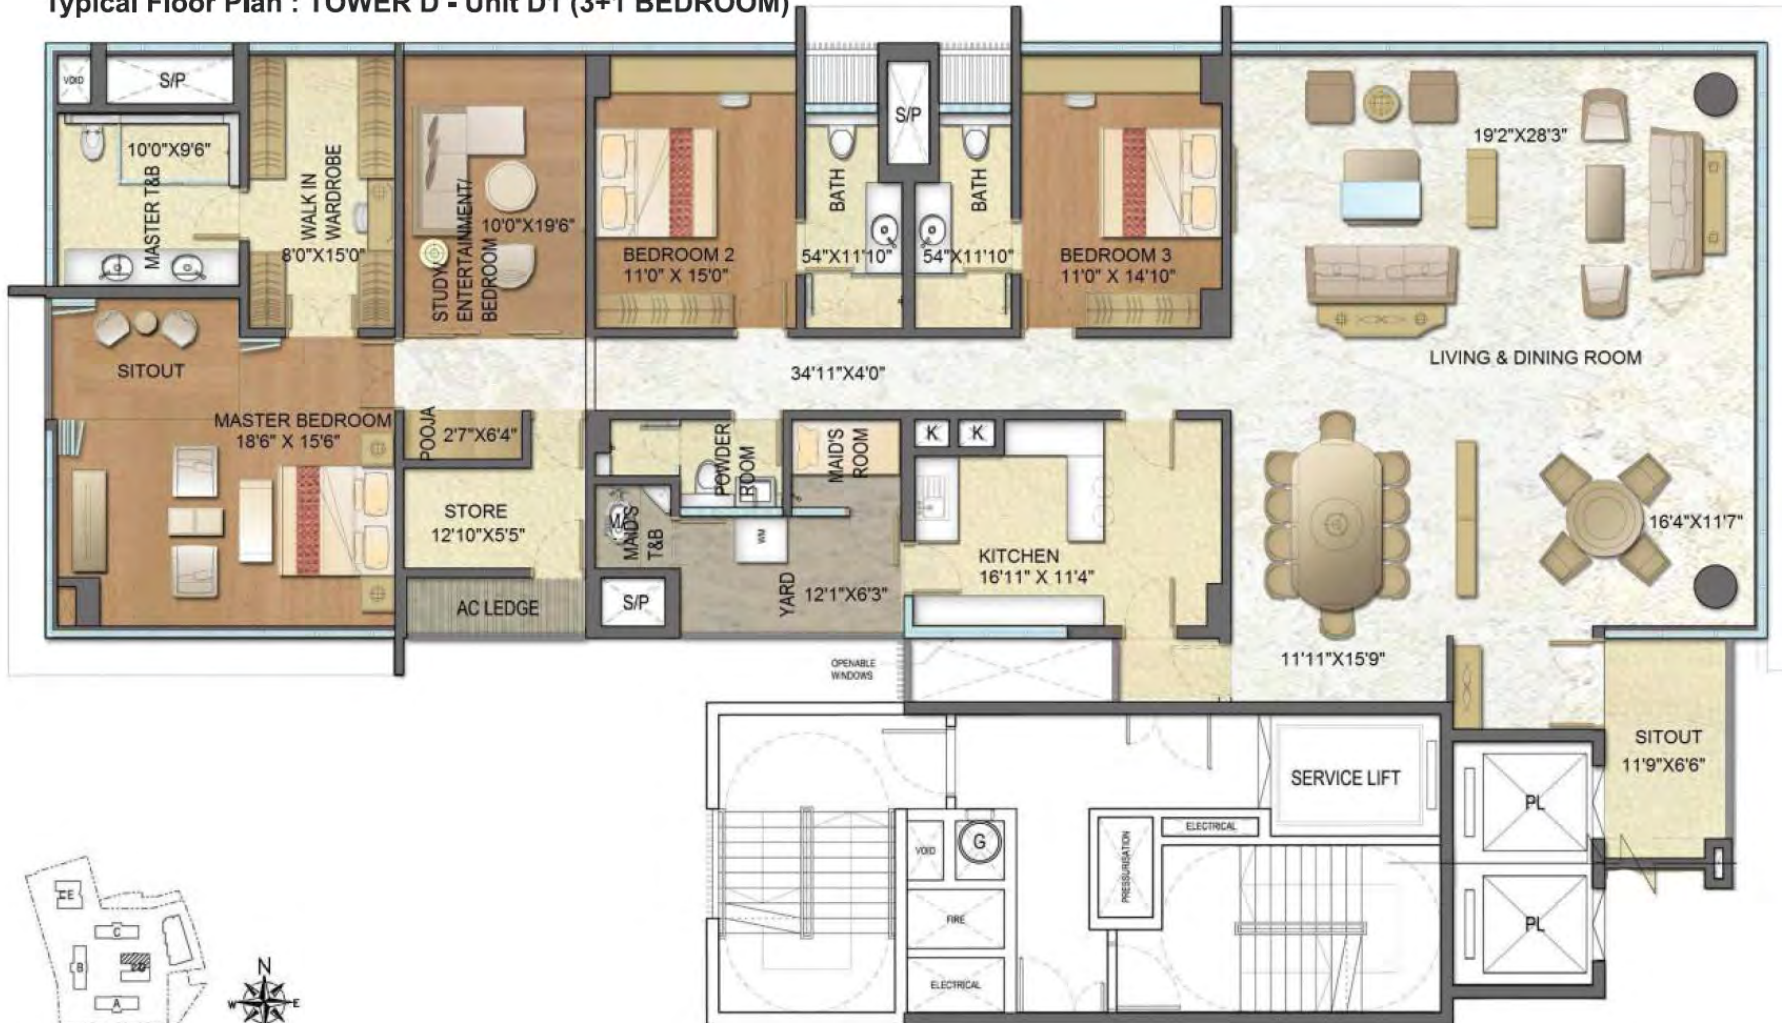 Typical Floor Plan : TOWER D - Unit D1 (3+1 BEDROOM)
VOID
S/P
10'0"X9'6"
MASTER T&B
WALK IN
WARDROBE
8'0"X15'0"
STUDY/
ENTERTAINMENT/
BEDROOM
10'0"X19'6"
BEDROOM 2
11'0" X 15'0"
BATH
54"X11'10"
S/P
BATH
54"X11'10"
BEDROOM 3
11'0" X 14'10"
19'2"X28'3"
LIVING & DINING ROOM
SITOUT
34'11"X4'0"
MASTER BEDROOM
18'6" X 15'6"
POOJA
2'7"X6'4"
POWDER
ROOM
MAID'S
ROOM
K
K
STORE
12'10"X5'5"
MAID'S
T&B
WM
16'4"X11'7"
KITCHEN
16'11" X 11'4"
AC LEDGE
S/P
YARD
12'1"X6'3"
OPENABLE
WINDOWS
11'11"X15'9"
SITOUT
11'9"X6'6"
SERVICE LIFT
PL
ELECTRICAL
VOID
G
PRESSURISATION
FIRE
PL
ELECTRICAL
E
C
B
A
N
W
E